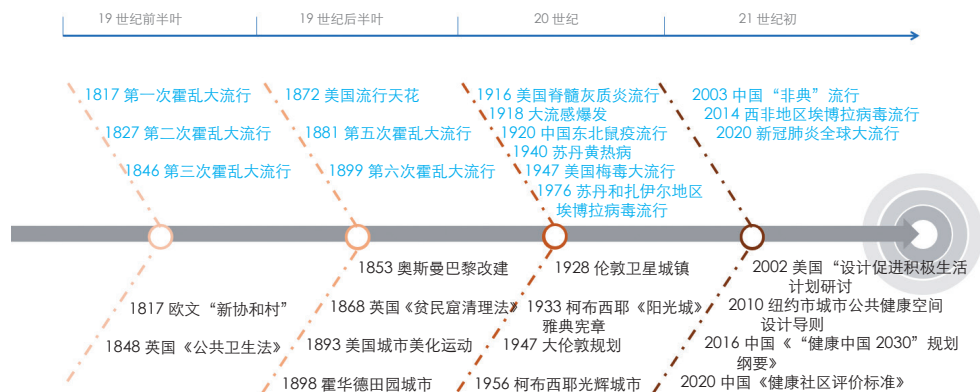 19 世纪前半叶
19 世纪后半叶
20 世纪
21 世纪初
1817 第一次霍乱大流行
1827 第二次霍乱大流行
1846 第三次霍乱大流行
1872 美国流行天花
1881 第五次霍乱大流行
1899 第六次霍乱大流行
1916 美国脊髓灰质炎流行
1918 大流感爆发
1920 中国东北鼠疫流行
1940 苏丹黄热病
1947 美国梅毒大流行
1976 苏丹和扎伊尔地区
埃博拉病毒流行
2003 中国“非典”流行
2014 西非地区埃博拉病毒流行
2020 新冠肺炎全球大流行
1817 欧文“新协和村”
1848 英国《公共卫生法》
1853 奥斯曼巴黎改建
1868 英国《贫民窟清理法》
1893 美国城市美化运动
1898 霍华德田园城市
1928 伦敦卫星城镇
1933 柯布西耶《阳光城》
雅典宪章
1947 大伦敦规划
1956 柯布西耶光辉城市
2002 美国“设计促进积极生活
计划研讨
2010 纽约市城市公共健康空间
设计导则
2016 中国《“健康中国 2030”规划
纲要》
2020 中国《健康社区评价标准》